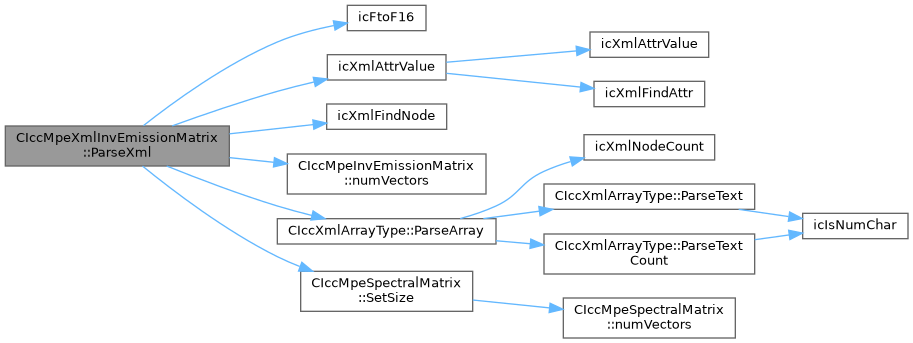 icFtoF16
icXmlAttrValue
icXmlAttrValue
icXmlFindAttr
icXmlFindNode
CIccMpeXmlInvEmissionMatrix
::ParseXml
icXmlNodeCount
CIccMpeInvEmissionMatrix
::numVectors
CIccXmlArrayType::ParseText
icIsNumChar
CIccXmlArrayType::ParseArray
CIccXmlArrayType::ParseText
Count
CIccMpeSpectralMatrix
::SetSize
CIccMpeSpectralMatrix
::numVectors